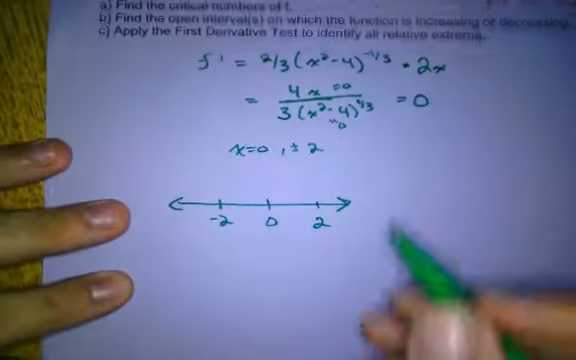 a) Find the critical numbers of f.
b) Find the open interval(s) on which the function is increasing or decreasing.
c) Apply the First Derivative Test to identify all relative extrema.
f' = 2/3(x²-4)^-1/3 • 2x
= 4x =0 / 3(x²-4)^1/3 = 0
"0
x=0, ±2
-2 0 2